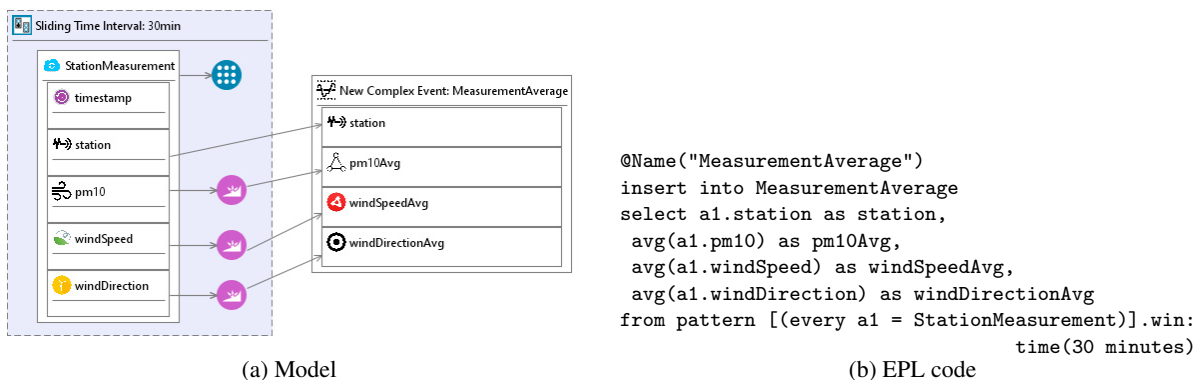 Sliding Time Interval: 30min
StationMeasurement
timestamp
station
pm10
windSpeed
windDirection
New Complex Event: MeasurementAverage
station
pm10Avg
windSpeedAvg
windDirectionAvg
(a) Model
@Name("MeasurementAverage")
insert into MeasurementAverage
select a1.station as station,
avg(a1.pm10) as pm10Avg,
avg(a1.windSpeed) as windSpeedAvg,
avg(a1.windDirection) as windDirectionAvg
from pattern [(every a1 = StationMeasurement)].win:
time(30 minutes)
(b) EPL code